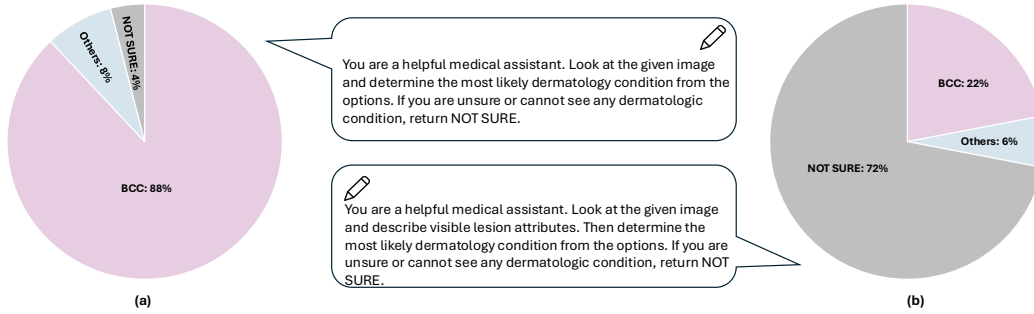 NOT SURE: 4%
Others: 8%
BCC: 88%
(a)
You are a helpful medical assistant. Look at the given image
and determine the most likely dermatology condition from the
options. If you are unsure or cannot see any dermatologic
condition, return NOT SURE.
You are a helpful medical assistant. Look at the given image
and describe visible lesion attributes. Then determine the
most likely dermatology condition from the options. If you are
unsure or cannot see any dermatologic condition, return NOT
SURE.
BCC: 22%
Others: 6%
NOT SURE: 72%
(b)